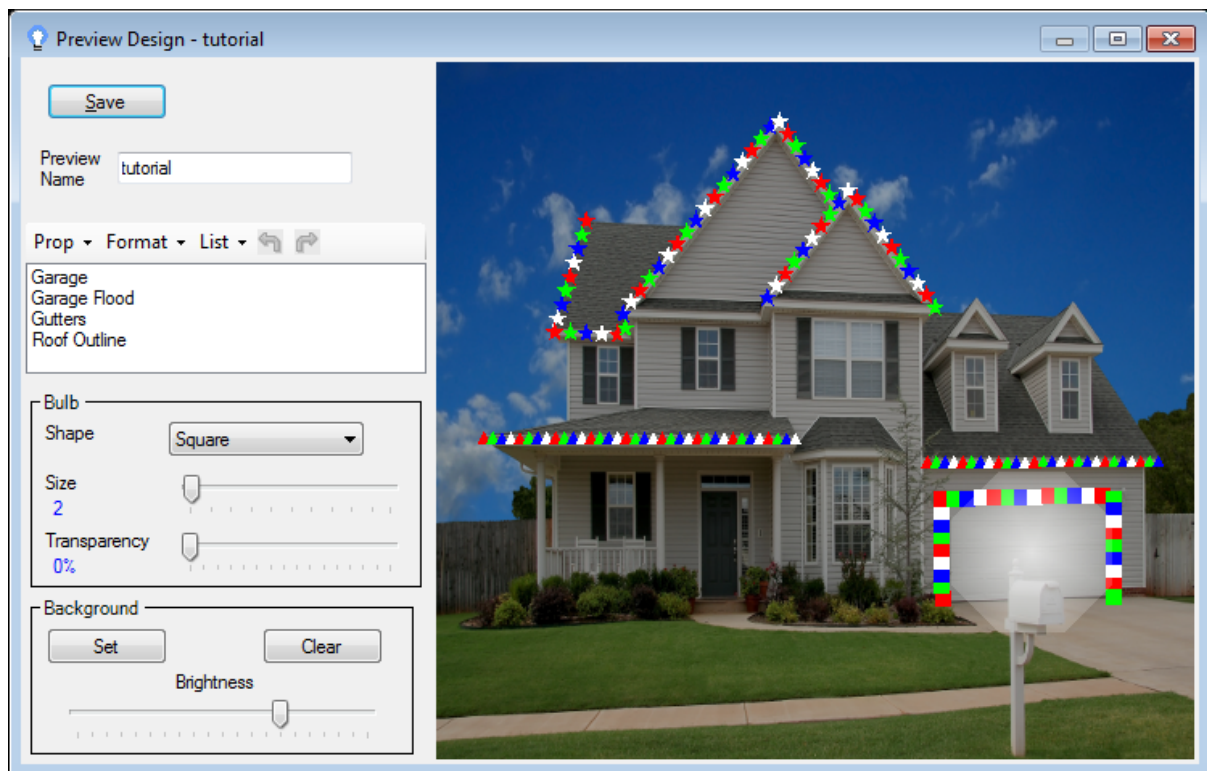 Preview Design - tutorial
Save
Preview Name
tutorial
Prop Format List
Garage
Garage Flood
Gutters
Roof Outline
Bulb
Shape
Square
Size
2
Transparency
0%
Background
Set Clear
Brightness